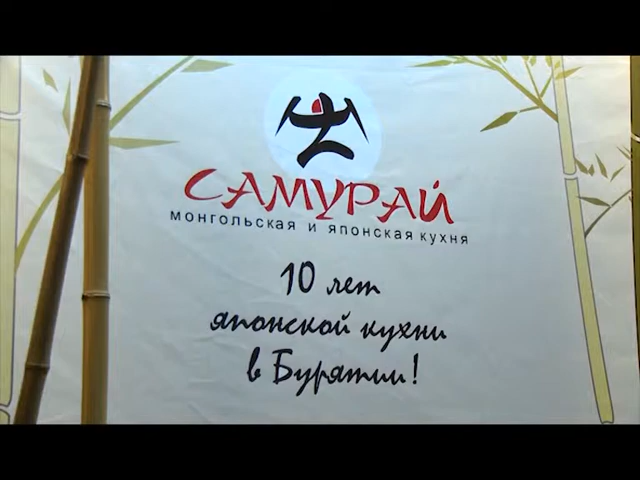 САМУРАЙ
МОНГОЛЬСКАЯ И ЯПОНСКАЯ КУХНЯ
10 лет
японской кухни
в Бурятии!